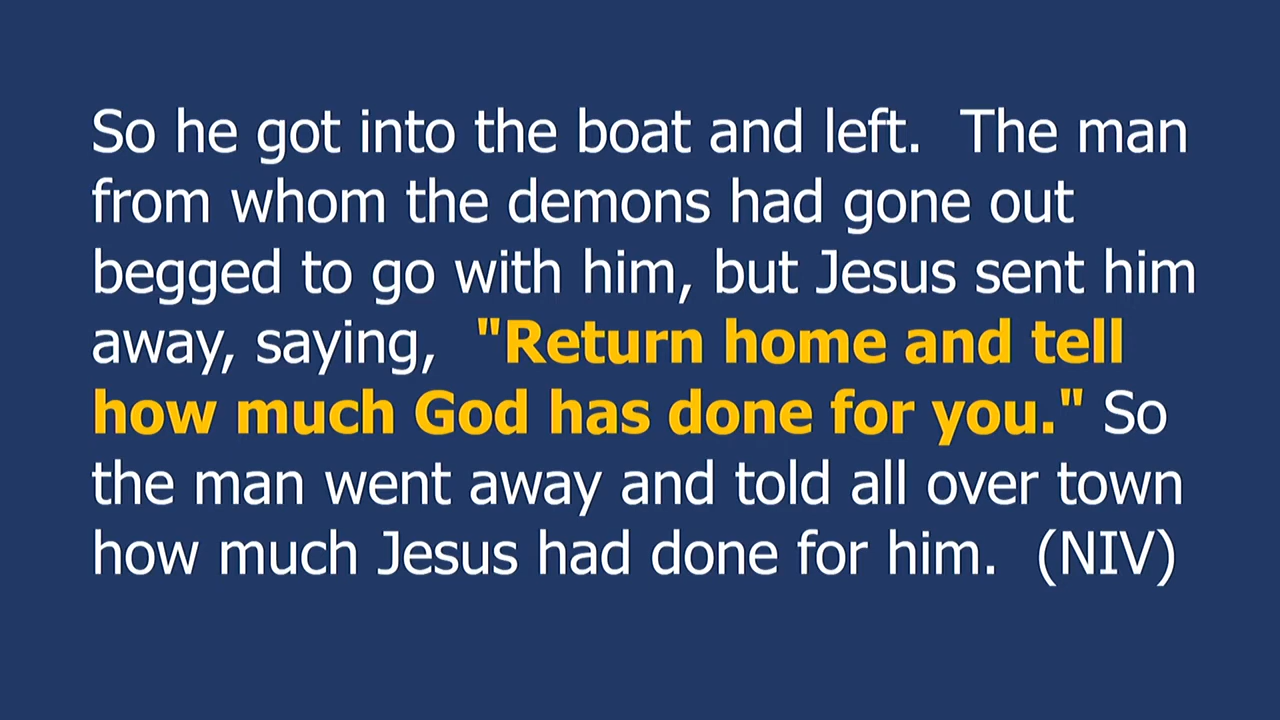 So he got into the boat and left.  The man
from whom the demons had gone out
begged to go with him, but Jesus sent him
away, saying,  "Return home and tell
how much God has done for you." So
the man went away and told all over town
how much Jesus had done for him.  (NIV)